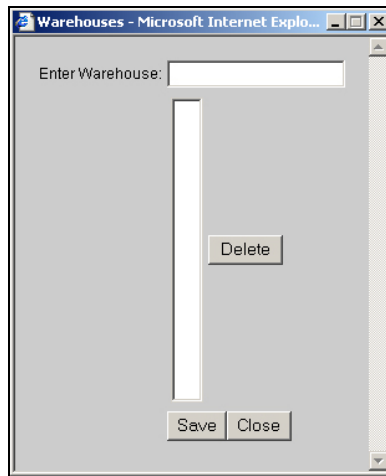 Warehouses - Microsoft Internet Explo...
Enter Warehouse:
Delete
Save Close